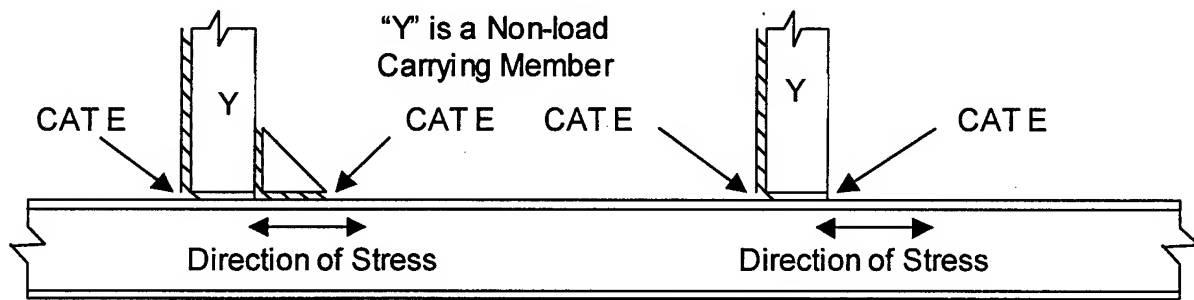 "Y" is a Non-load
Carrying Member
Y
Y
CAT E
CAT E
CAT E
CAT E
Direction of Stress
Direction of Stress